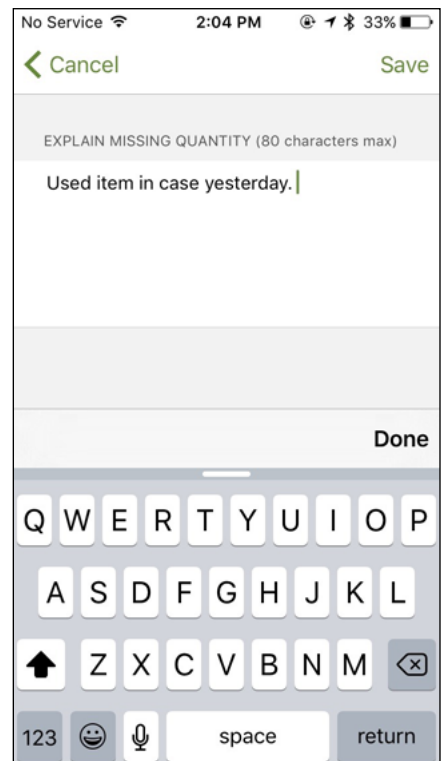 No Service 2:04 PM 33%
Cancel Save
EXPLAIN MISSING QUANTITY (80 characters max)
Used item in case yesterday.
Done
Q W E R T Y U I O P
A S D F G H J K L
Z X C V B N M
123 space return